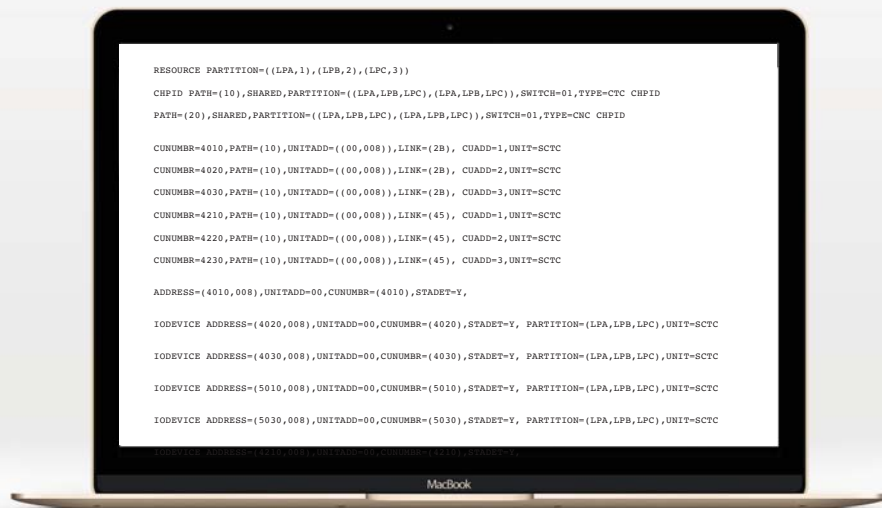 RESOURCE PARTITION=((LPA,1),(LPB,2),(LPC,3))
CHPID PATH=(10),SHARED,PARTITION=((LPA,LPB,LPC),(LPA,LPB,LPC)),SWITCH=01,TYPE=CTC CHPID
PATH=(20),SHARED,PARTITION=((LPA,LPB,LPC),(LPA,LPB,LPC)),SWITCH=01,TYPE=CNC CHPID
CUNUMBR=4010,PATH=(10),UNITADD=((00,008)),LINK=(2B), CUADD=1,UNIT=SCTC
CUNUMBR=4020,PATH=(10),UNITADD=((00,008)),LINK=(2B), CUADD=2,UNIT=SCTC
CUNUMBR=4030,PATH=(10),UNITADD=((00,008)),LINK=(2B), CUADD=3,UNIT=SCTC
CUNUMBR=4210,PATH=(10),UNITADD=((00,008)),LINK=(45), CUADD=1,UNIT=SCTC
CUNUMBR=4220,PATH=(10),UNITADD=((00,008)),LINK=(45), CUADD=2,UNIT=SCTC
CUNUMBR=4230,PATH=(10),UNITADD=((00,008)),LINK=(45), CUADD=3,UNIT=SCTC
ADDRESS=(4010,008),UNITADD=00,CUNUMBR=(4010),STADET=Y,
IODEVICE ADDRESS=(4020,008),UNITADD=00,CUNUMBR=(4020),STADET=Y, PARTITION=(LPA,LPB,LPC),UNIT=SCTC
IODEVICE ADDRESS=(4030,008),UNITADD=00,CUNUMBR=(4030),STADET=Y, PARTITION=(LPA,LPB,LPC),UNIT=SCTC
IODEVICE ADDRESS=(5010,008),UNITADD=00,CUNUMBR=(5010),STADET=Y, PARTITION=(LPA,LPB,LPC),UNIT=SCTC
IODEVICE ADDRESS=(5030,008),UNITADD=00,CUNUMBR=(5030),STADET=Y, PARTITION=(LPA,LPB,LPC),UNIT=SCTC
IODEVICE ADDRESS=(4210,008),UNITADD=00,CUNUMBR=(4210),STADET=Y,
MacBook